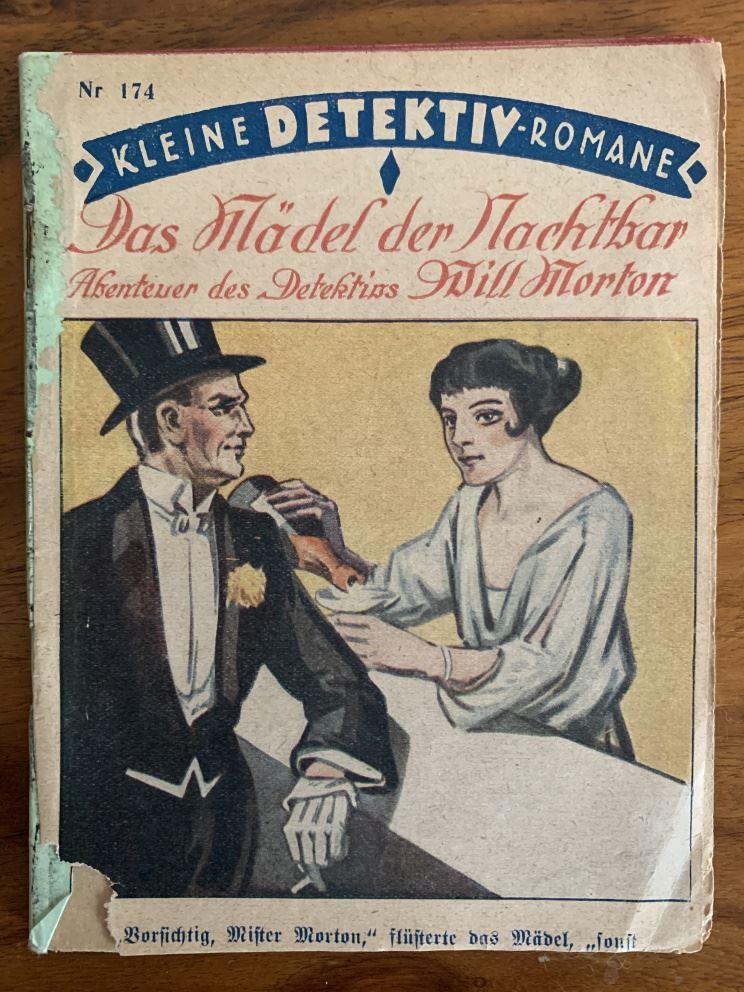 Nr 174
KLEINE DETEKTIV-ROMANE
Das Mädel der Nachtbar
Abenteuer des Detektivs Will Morton
„Vorsichtig, Mister Morton,“ flüsterte das Mädel, „sonst